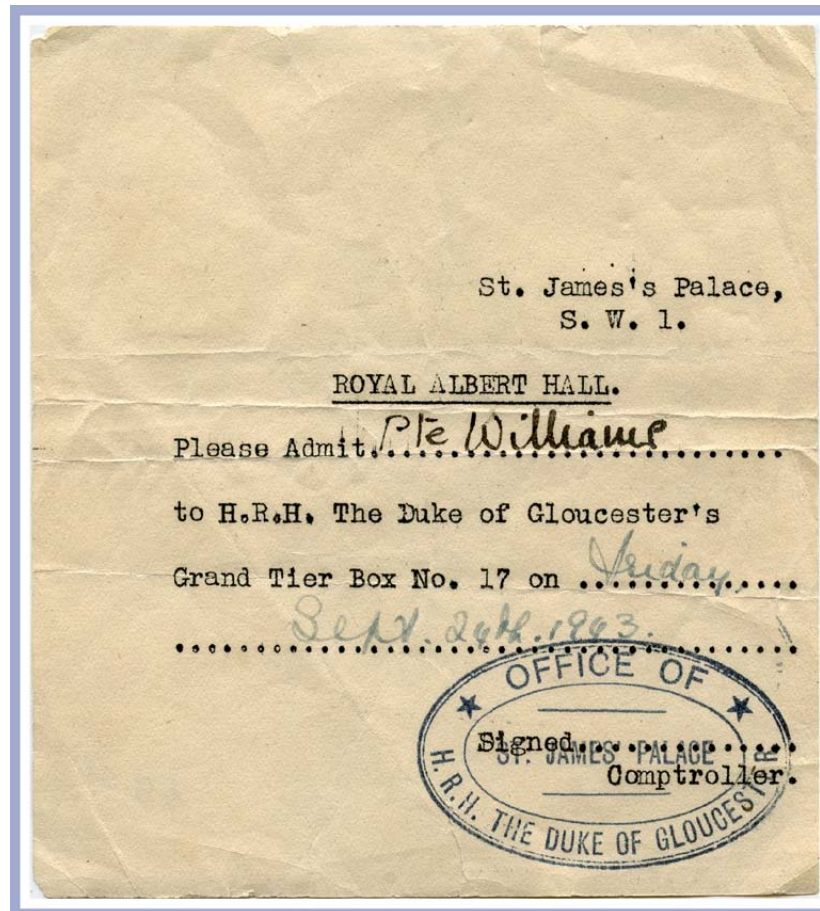 St. James's Palace,
S. W. 1.
ROYAL ALBERT HALL.
Please Admit. Pte Williams
to H.R.H. The Duke of Gloucester's
Grand Tier Box No. 17 on Friday,
Sept. 24th. 1943.
★ OFFICE OF ★
Signed
ST. JAMES' PALACE
Comptroller.
H.R.H. THE DUKE OF GLOUCESTER